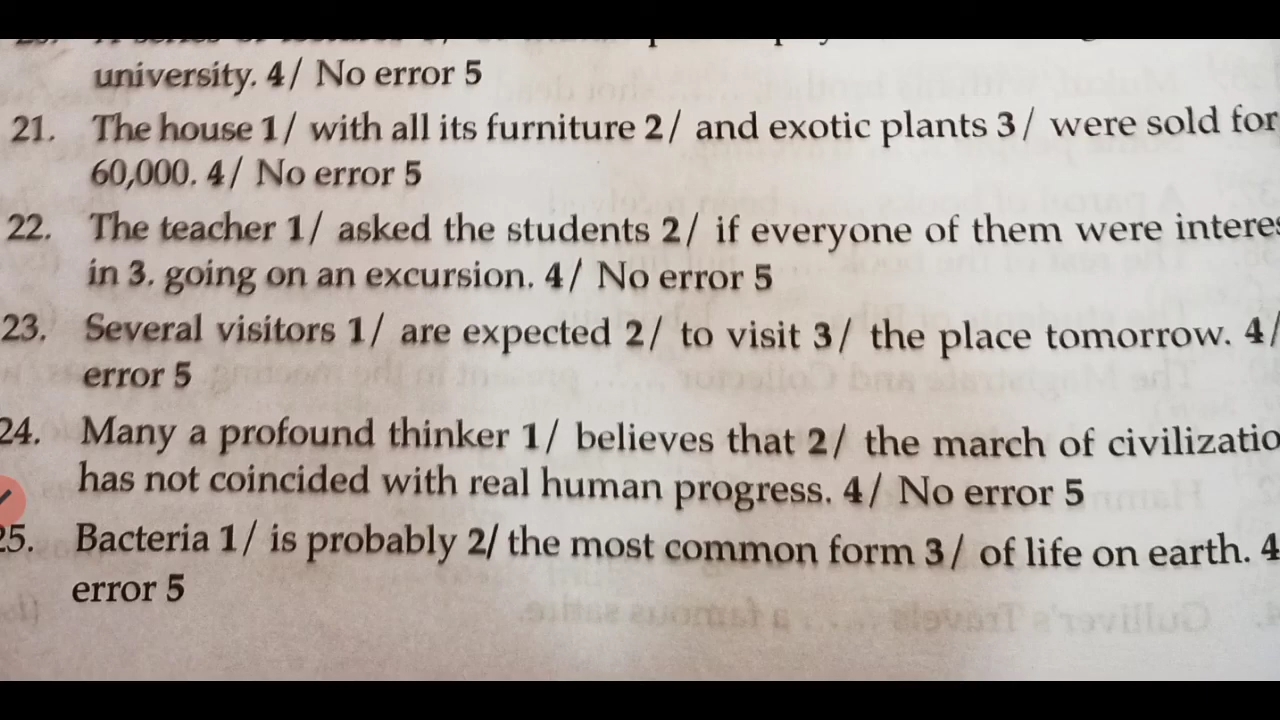 university. 4/ No error 5
21. The house 1/ with all its furniture 2/ and exotic plants 3/ were sold for
60,000. 4/ No error 5
22. The teacher 1/ asked the students 2/ if everyone of them were interes
in 3. going on an excursion. 4/ No error 5
23. Several visitors 1/ are expected 2/ to visit 3/ the place tomorrow. 4/
error 5
24. Many a profound thinker 1/ believes that 2/ the march of civilizatio
has not coincided with real human progress. 4/ No error 5
25. Bacteria 1/ is probably 2/ the most common form 3/ of life on earth. 4
error 5